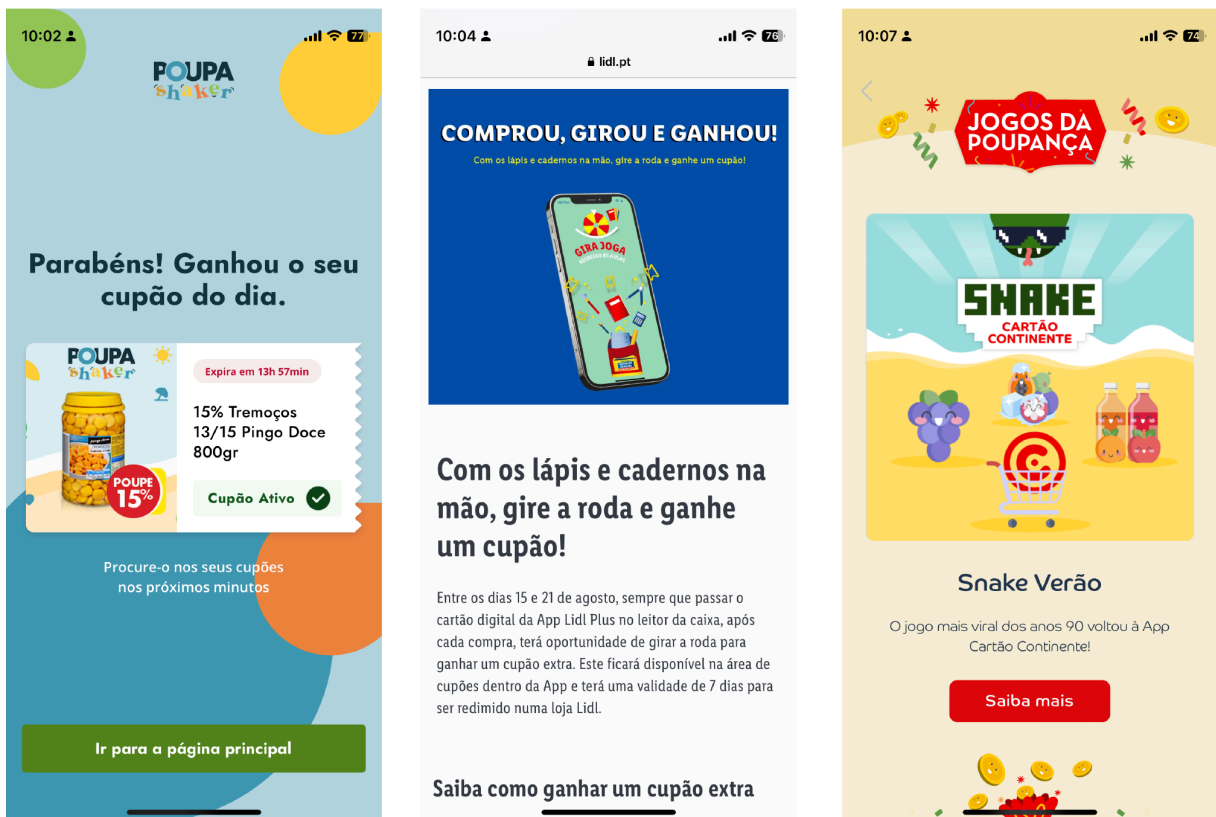 10:02
77
POUPA
shaker
Parabéns! Ganhou o seu
cupão do dia.
POUPA
shaker
Expira em 13h 57min
15% Tremoços
13/15 Pingo Doce
800gr
POUPE
15%
Cupão Ativo
Procure-o nos seus cupões
nos próximos minutos
Ir para a página principal
10:04
76
lidl.pt
COMPROU, GIROU E GANHOU!
Com os lápis e cadernos na mão, gire a roda e ganhe um cupão!
GIRA JOGA
REGRESSO ÀS AULAS
Com os lápis e cadernos na
mão, gire a roda e ganhe
um cupão!
Entre os dias 15 e 21 de agosto, sempre que passar o
cartão digital da App Lidl Plus no leitor da caixa, após
cada compra, terá oportunidade de girar a roda para
ganhar um cupão extra. Este ficará disponível na área de
cupões dentro da App e terá uma validade de 7 dias para
ser redimido numa loja Lidl.
Saiba como ganhar um cupão extra
10:07
74
JOGOS DA
POUPANÇA
SNAKE
CARTÃO
CONTINENTE
Snake Verão
O jogo mais viral dos anos 90 voltou à App
Cartão Continente!
Saiba mais